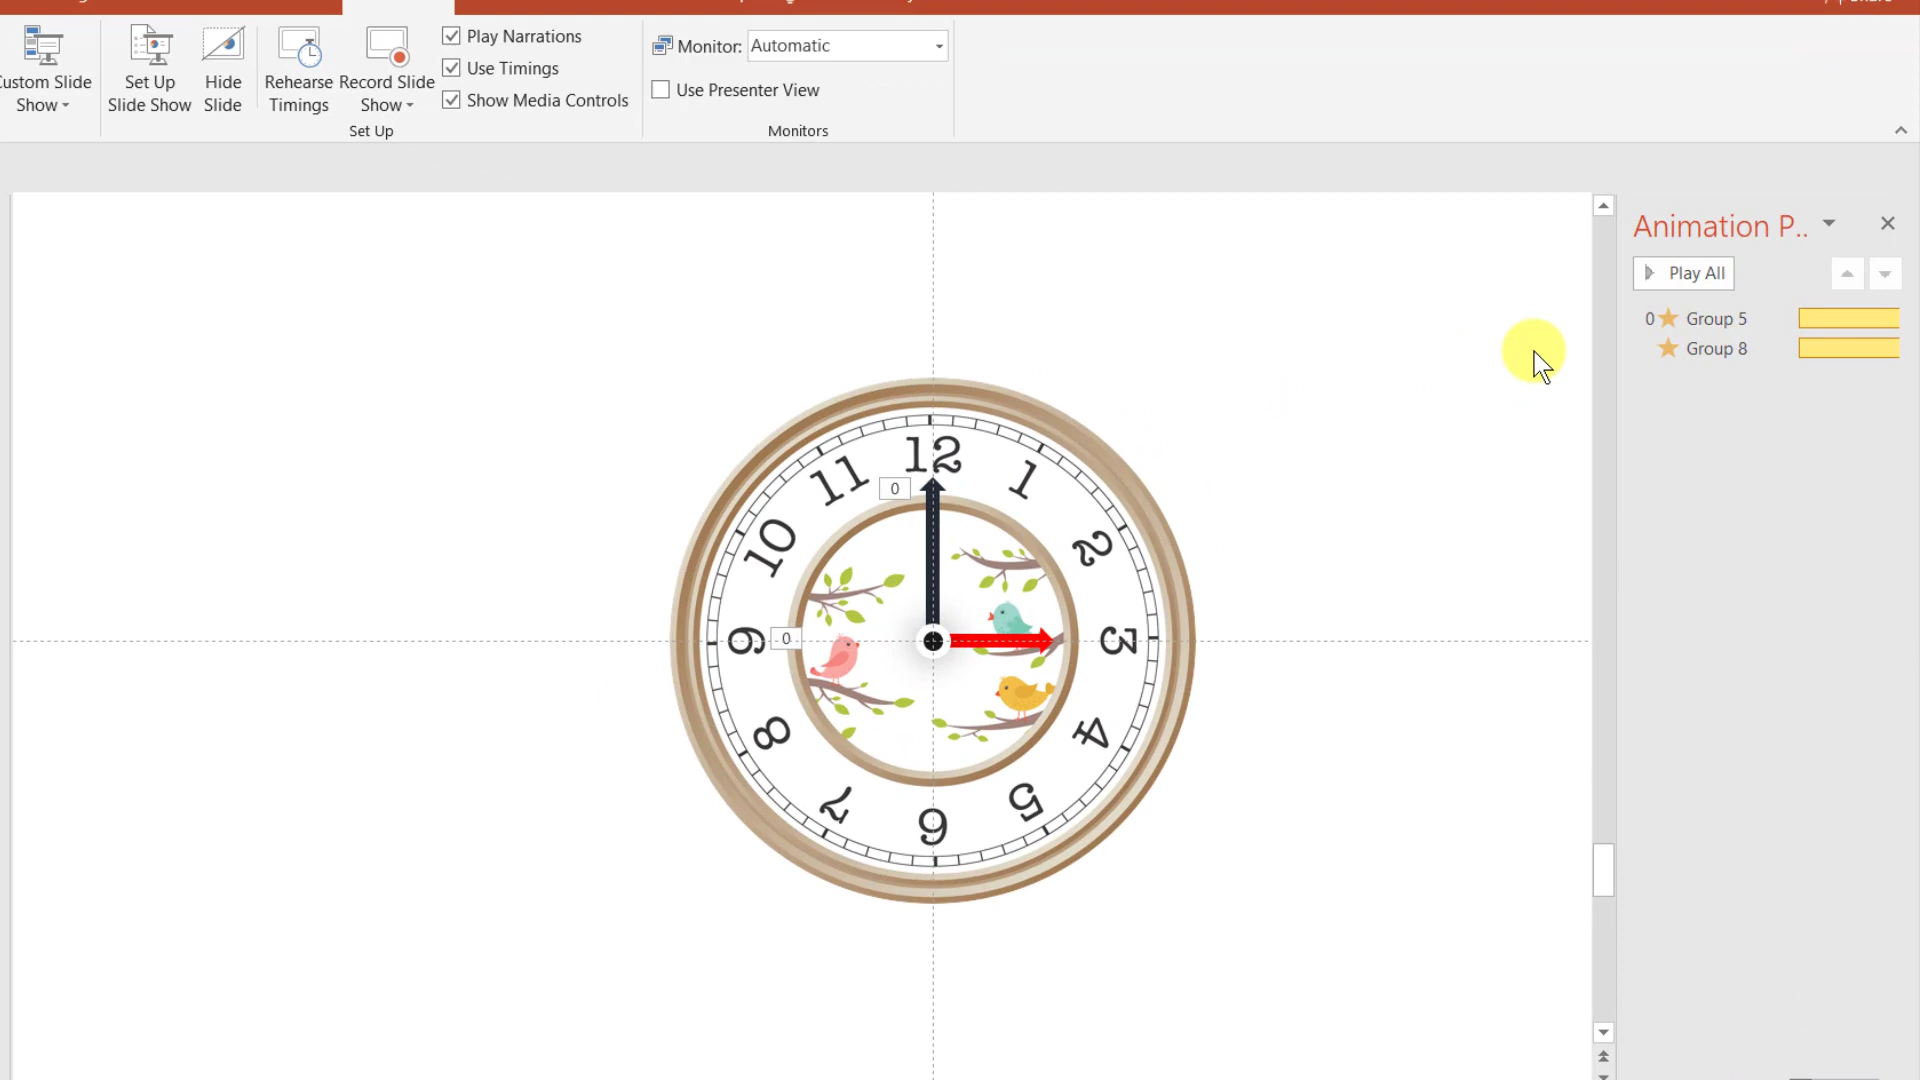 Custom Slide Show
Set Up Slide Show
Hide Slide
Rehearse Timings
Record Slide Show
Play Narrations
Use Timings
Show Media Controls
Set Up
Monitor: Automatic
Use Presenter View
Monitors
Animation P..
Play All
0 Group 5
Group 8
12
1
2
3
4
5
6
7
8
9
10
11
0
0